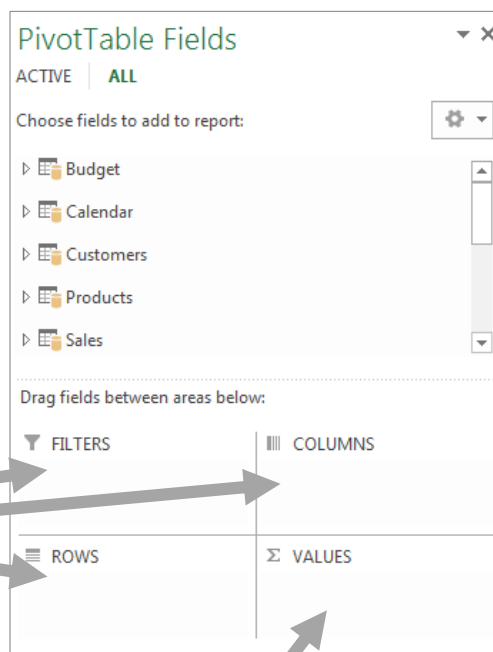 PivotTable Fields
ACTIVE ALL
Choose fields to add to report:
Budget
Calendar
Customers
Products
Sales
Drag fields between areas below:
FILTERS
COLUMNS
ROWS
Σ VALUES